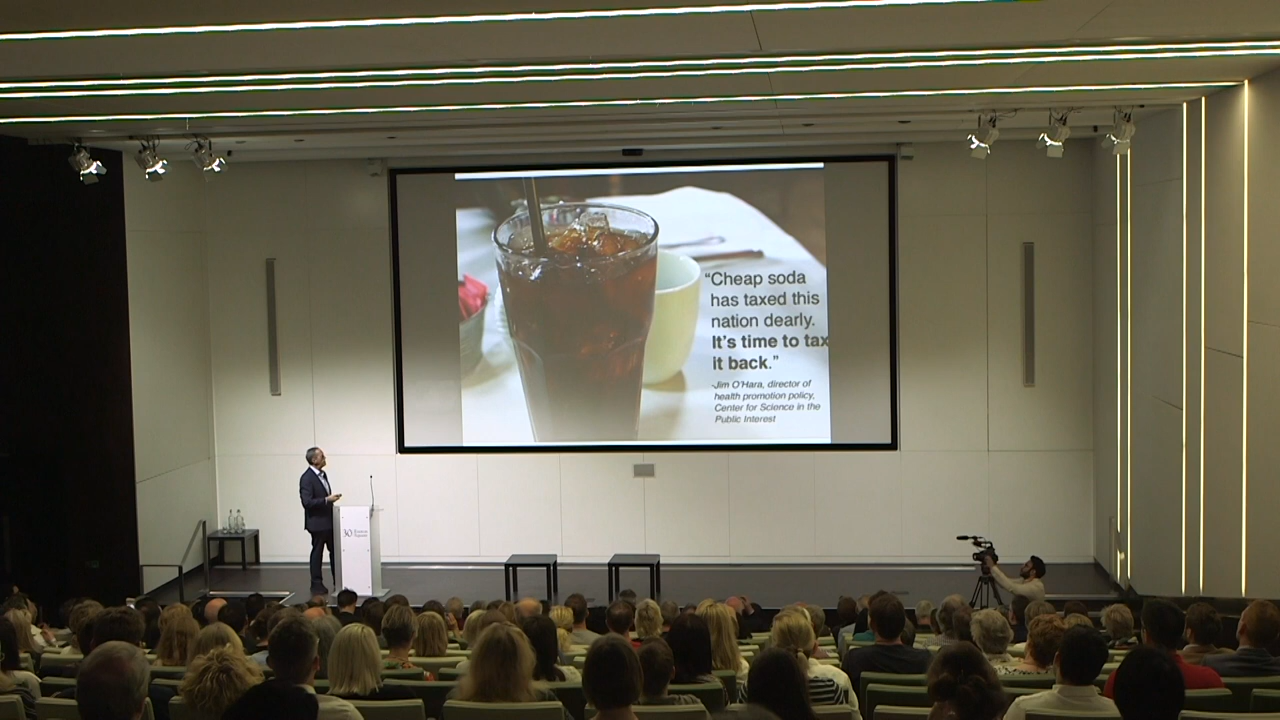 “Cheap soda
has taxed this
nation dearly.
It’s time to tax
it back.”
-Jim O’Hara, director of
health promotion policy,
Center for Science in the
Public Interest
30